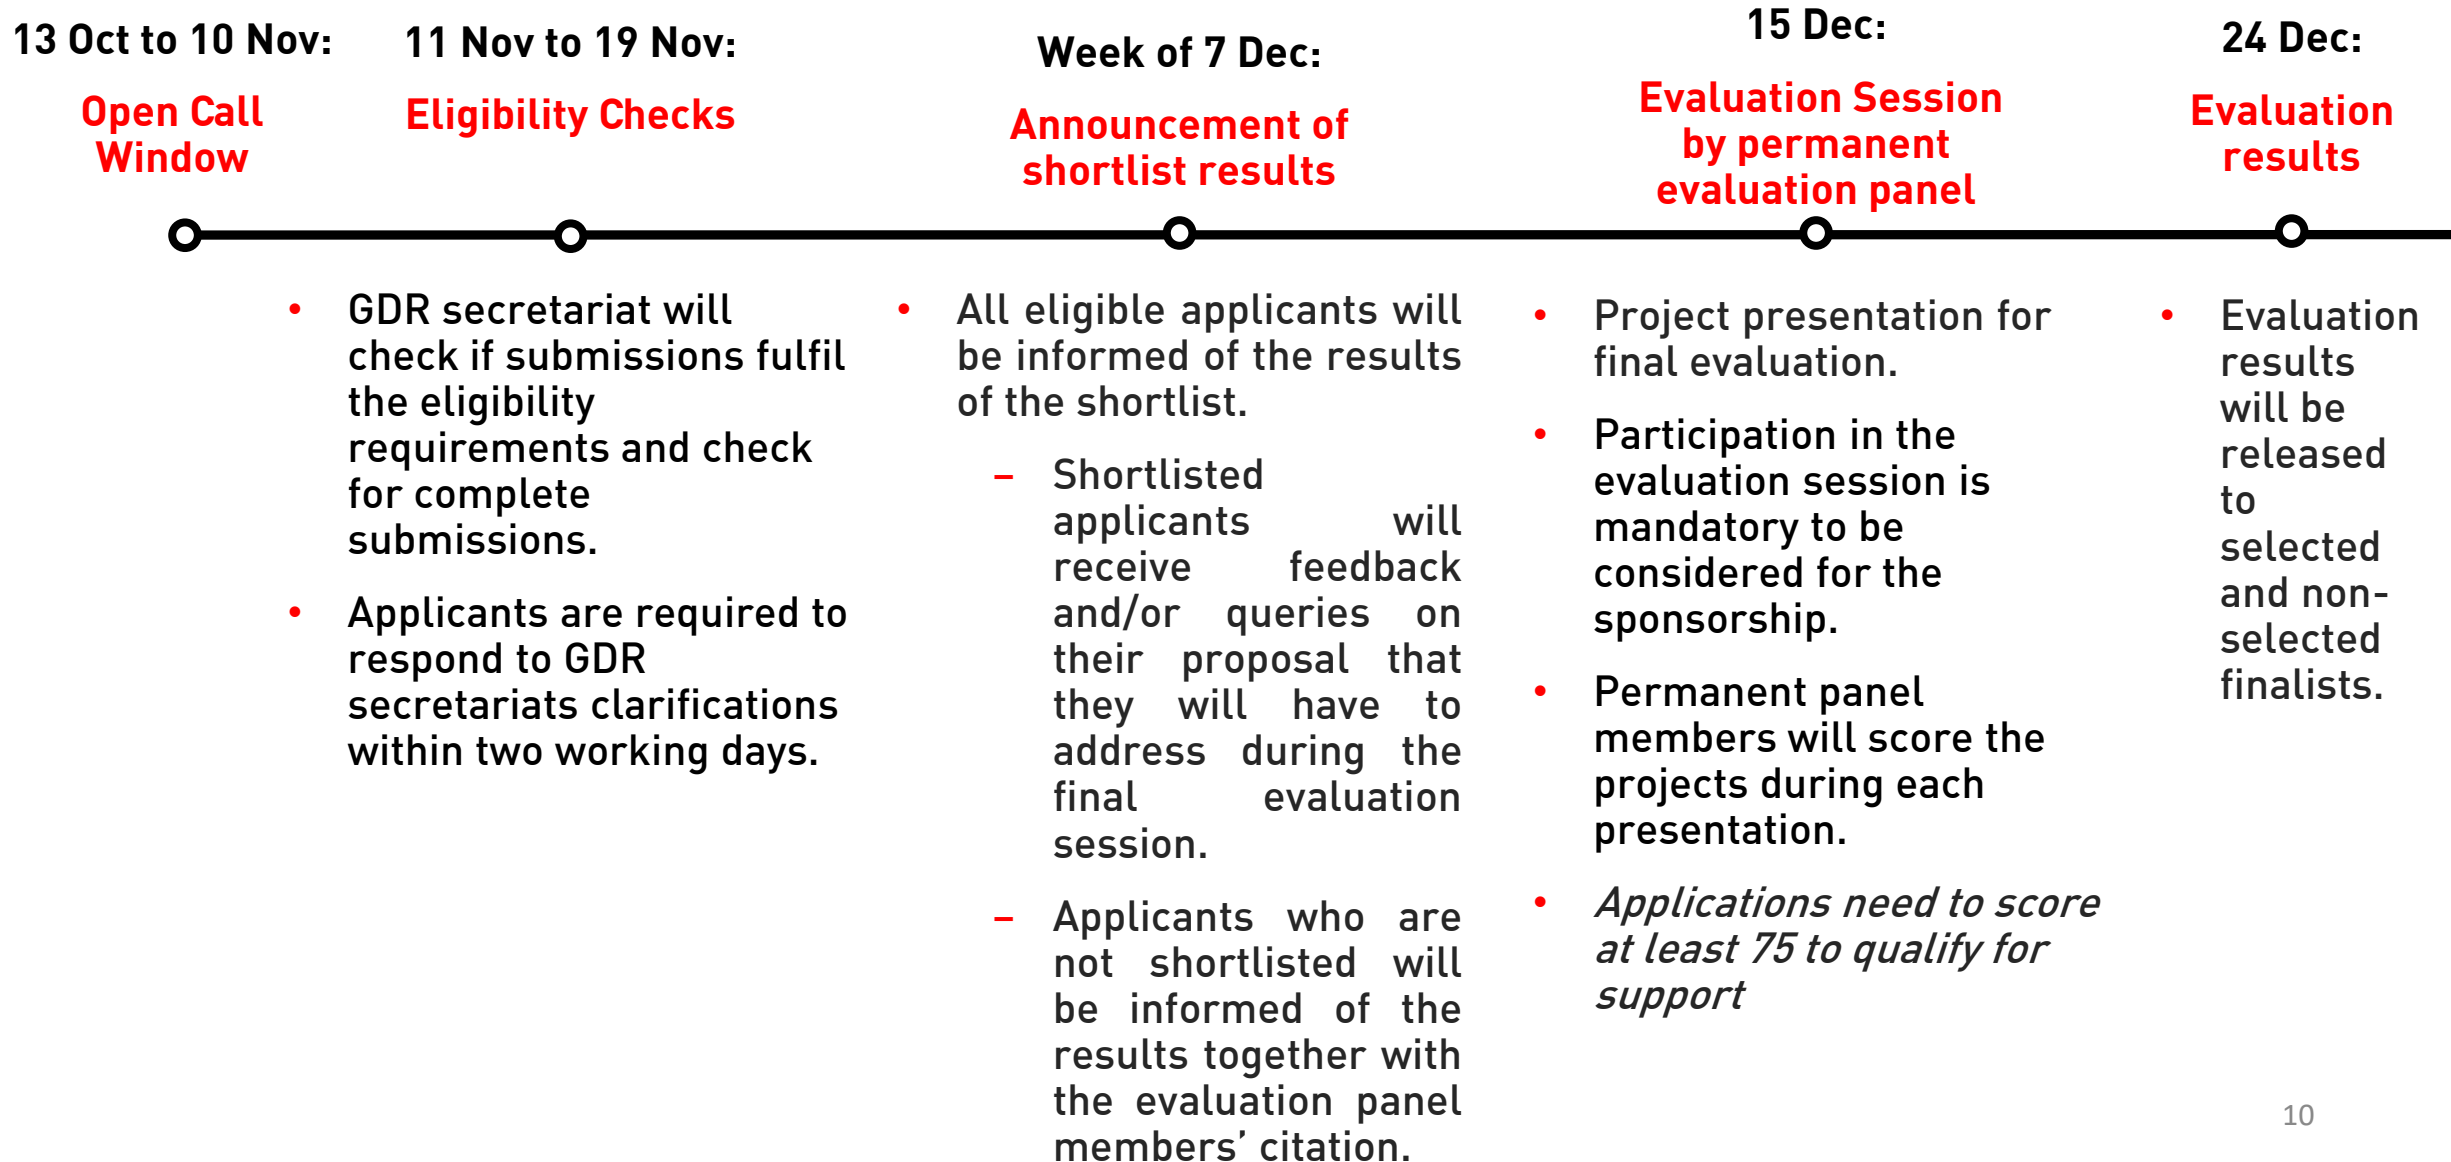 13 Oct to 10 Nov:
Open Call
Window
11 Nov to 19 Nov:
Eligibility Checks
• GDR secretariat will
check if submissions fulfil
the eligibility
requirements and check
for complete
submissions.
• Applicants are required to
respond to GDR
secretariats clarifications
within two working days.
Week of 7 Dec:
Announcement of
shortlist results
• All eligible applicants will
be informed of the results
of the shortlist.
– Shortlisted
applicants will
receive feedback
and/or queries on
their proposal that
they will have to
address during the
final evaluation
session.
– Applicants who are
not shortlisted will
be informed of the
results together with
the evaluation panel
members’ citation.
15 Dec:
Evaluation Session
by permanent
evaluation panel
• Project presentation for
final evaluation.
• Participation in the
evaluation session is
mandatory to be
considered for the
sponsorship.
• Permanent panel
members will score the
projects during each
presentation.
• Applications need to score
at least 75 to qualify for
support
24 Dec:
Evaluation
results
• Evaluation
results
will be
released
to
selected
and non-
selected
finalists.
10